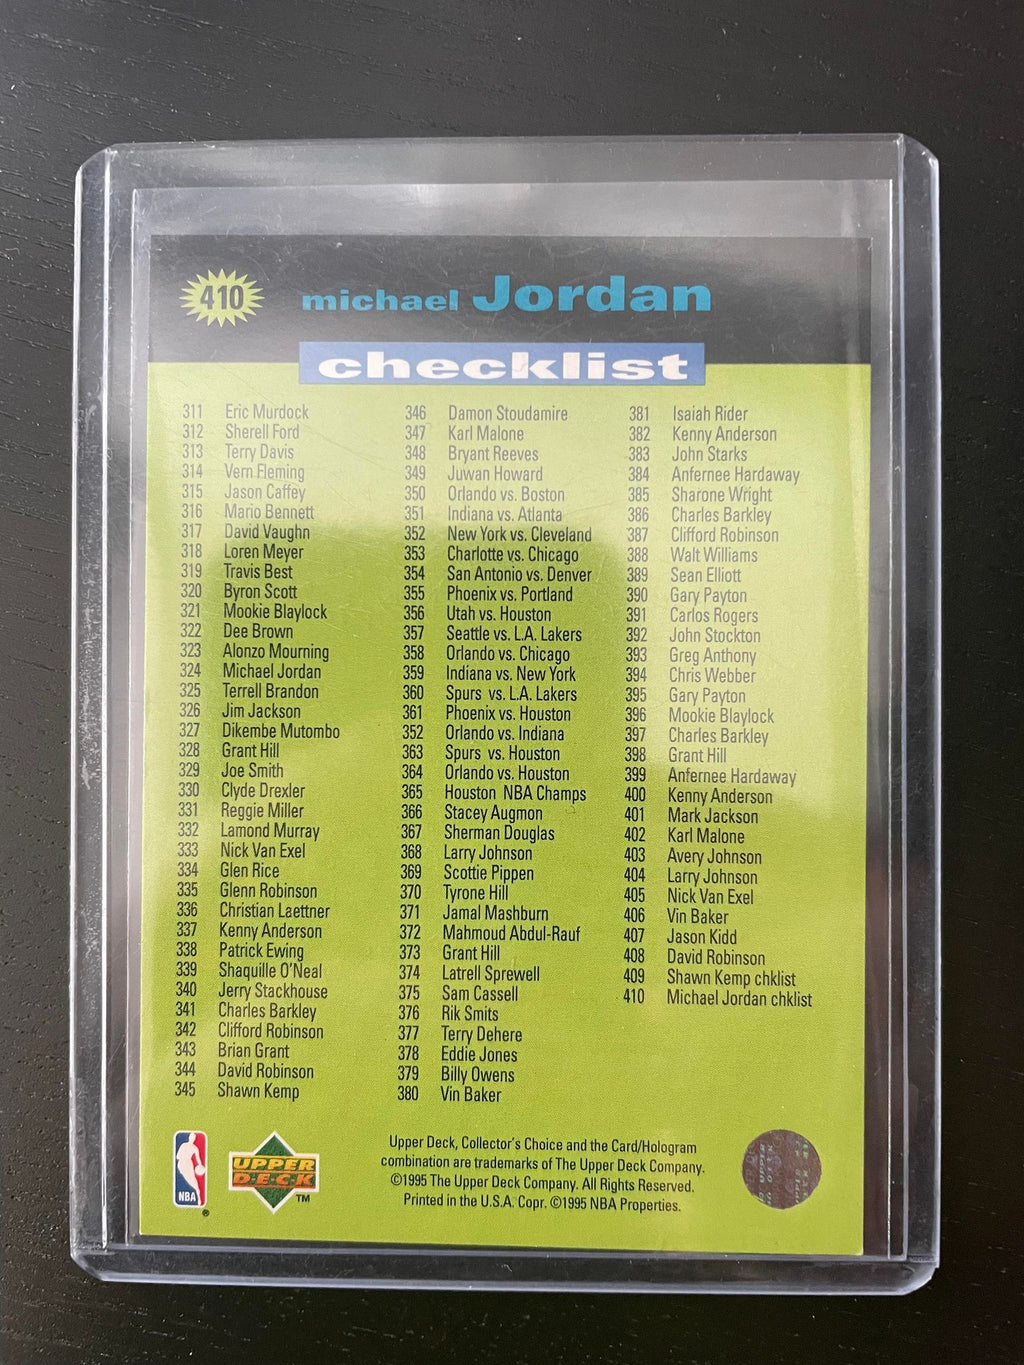 410
michael Jordan
checklist
311 Eric Murdock
312 Sherell Ford
313 Terry Davis
314 Vern Fleming
315 Jason Caffey
316 Mario Bennett
317 David Vaughn
318 Loren Meyer
319 Travis Best
320 Byron Scott
321 Mookie Blaylock
322 Dee Brown
323 Alonzo Mourning
324 Michael Jordan
325 Terrell Brandon
326 Jim Jackson
327 Dikembe Mutombo
328 Grant Hill
329 Joe Smith
330 Clyde Drexler
331 Reggie Miller
332 Lamond Murray
333 Nick Van Exel
334 Glen Rice
335 Glenn Robinson
336 Christian Laettner
337 Kenny Anderson
338 Patrick Ewing
339 Shaquille O'Neal
340 Jerry Stackhouse
341 Charles Barkley
342 Clifford Robinson
343 Brian Grant
344 David Robinson
345 Shawn Kemp
346 Damon Stoudamire
347 Karl Malone
348 Bryant Reeves
349 Juwan Howard
350 Orlando vs. Boston
351 Indiana vs. Atlanta
352 New York vs. Cleveland
353 Charlotte vs. Chicago
354 San Antonio vs. Denver
355 Phoenix vs. Portland
356 Utah vs. Houston
357 Seattle vs. L.A. Lakers
358 Orlando vs. Chicago
359 Indiana vs. New York
360 Spurs vs. L.A. Lakers
361 Phoenix vs. Houston
352 Orlando vs. Indiana
363 Spurs vs. Houston
364 Orlando vs. Houston
365 Houston NBA Champs
366 Stacey Augmon
367 Sherman Douglas
368 Larry Johnson
369 Scottie Pippen
370 Tyrone Hill
371 Jamal Mashburn
372 Mahmoud Abdul-Rauf
373 Grant Hill
374 Latrell Sprewell
375 Sam Cassell
376 Rik Smits
377 Terry Dehere
378 Eddie Jones
379 Billy Owens
380 Vin Baker
381 Isaiah Rider
382 Kenny Anderson
383 John Starks
384 Anfernee Hardaway
385 Sharone Wright
386 Charles Barkley
387 Clifford Robinson
388 Walt Williams
389 Sean Elliott
390 Gary Payton
391 Carlos Rogers
392 John Stockton
393 Greg Anthony
394 Chris Webber
395 Gary Payton
396 Mookie Blaylock
397 Charles Barkley
398 Grant Hill
399 Anfernee Hardaway
400 Kenny Anderson
401 Mark Jackson
402 Karl Malone
403 Avery Johnson
404 Larry Johnson
405 Nick Van Exel
406 Vin Baker
407 Jason Kidd
408 David Robinson
409 Shawn Kemp chklist
410 Michael Jordan chklist
NBA
®
UPPER
D·E·C·K
™
Upper Deck, Collector's Choice and the Card/Hologram
combination are trademarks of The Upper Deck Company.
©1995 The Upper Deck Company. All Rights Reserved.
Printed in the U.S.A. Copr. ©1995 NBA Properties.